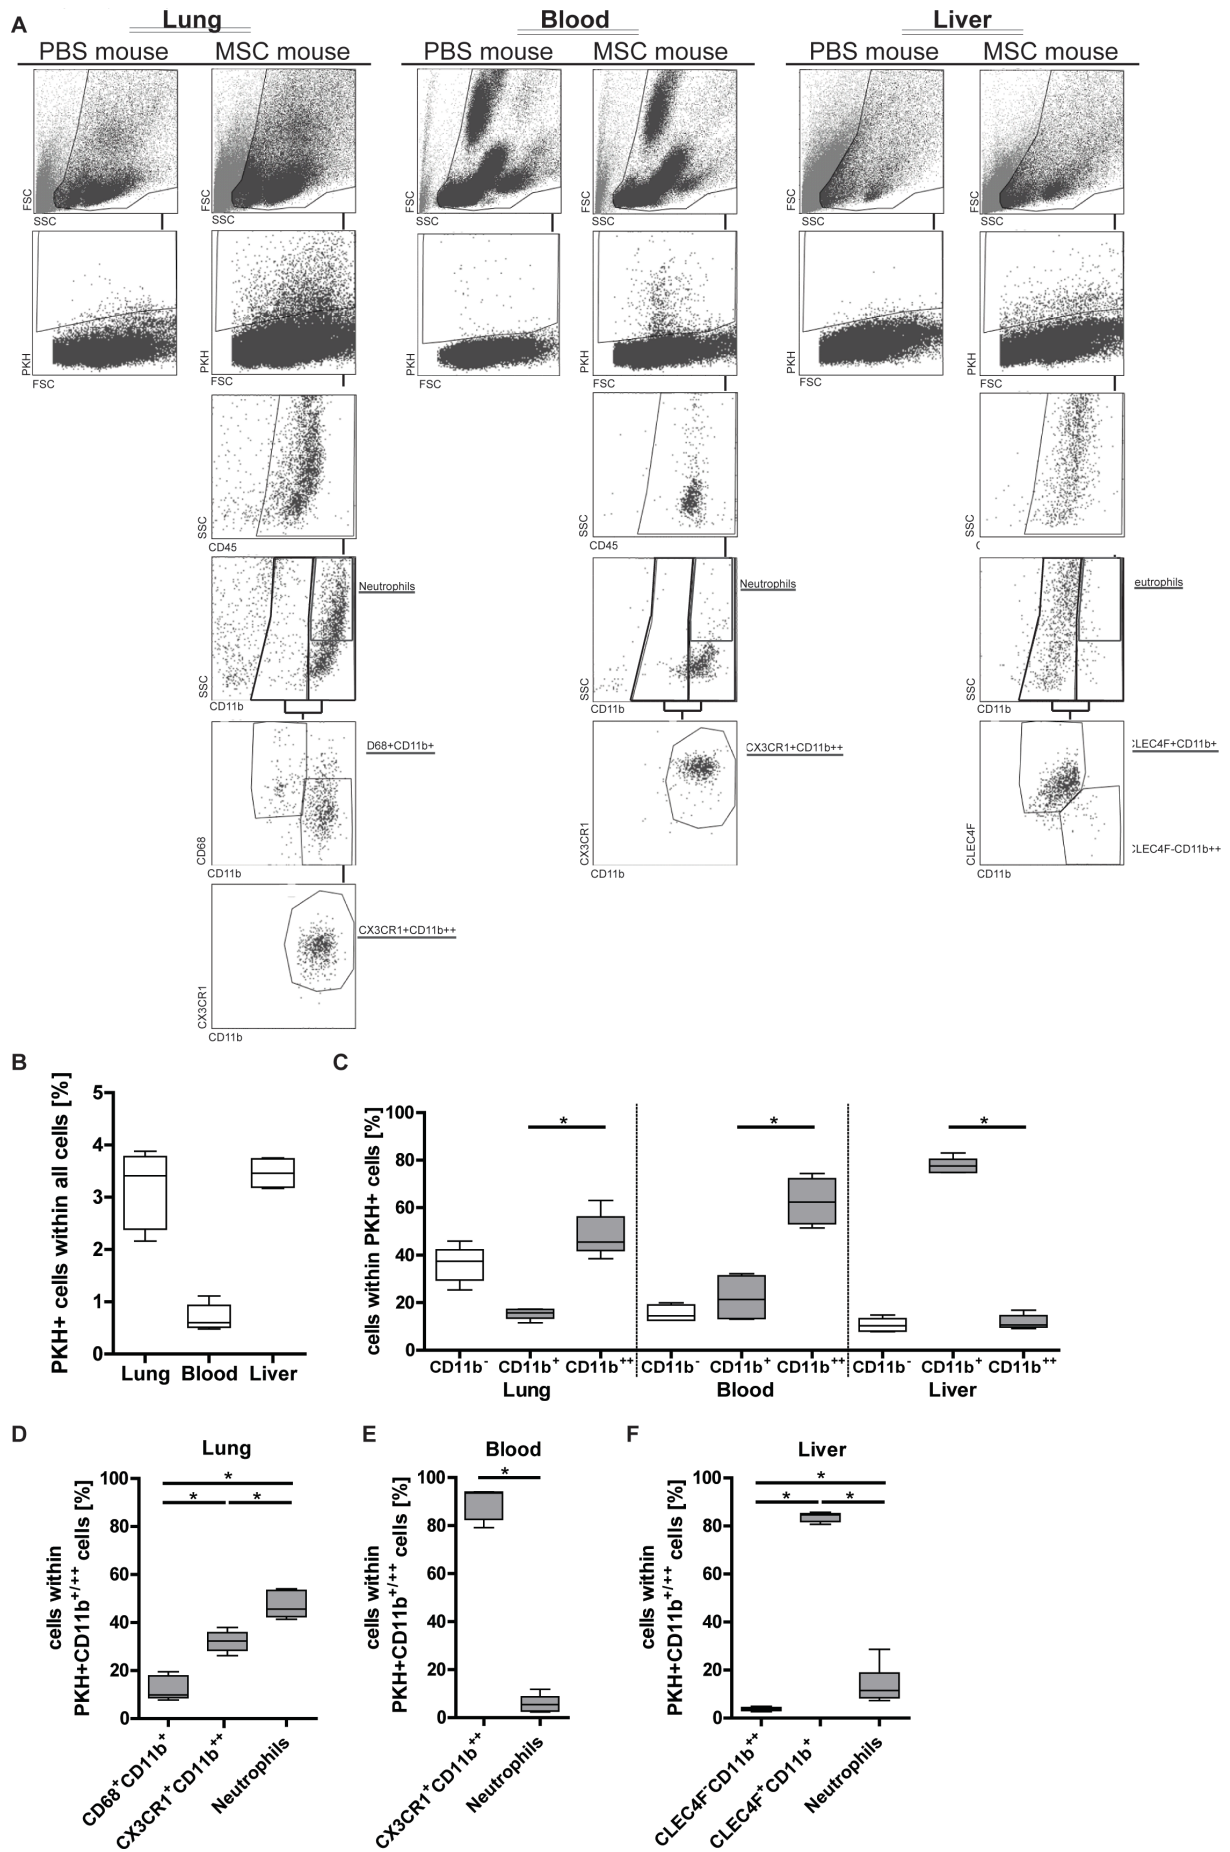 A
Lung Blood Liver
PBS mouse MSC mouse PBS mouse MSC mouse PBS mouse MSC mouse
FSC FSC FSC FSC FSC FSC
SSC SSC SSC SSC SSC SSC
PKH PKH PKH PKH PKH PKH
FSC FSC FSC FSC FSC FSC
SSC SSC SSC
CD45 CD45
Neutrophils Neutrophils eutrophils
SSC SSC SSC
CD11b CD11b CD11b
D68+CD11b+ CX3CR1+CD11b++ CLEC4F+CD11b+
CD68 CX3CR1 CLEC4F CLEC4F-CD11b++
CD11b CD11b CD11b
CX3CR1+CD11b++
CX3CR1
CD11b
B
PKH+ cells within all cells [%]
5
4
3
2
1
0
Lung Blood Liver
C
cells within PKH+ cells [%]
100
80
60
40
20
0
* * *
CD11b⁻ CD11b⁺ CD11b⁺⁺ CD11b⁻ CD11b⁺ CD11b⁺⁺ CD11b⁻ CD11b⁺ CD11b⁺⁺
Lung Blood Liver
D
Lung
cells within
PKH+CD11b⁺/⁺⁺ cells [%]
100
80
60
40
20
0
*
* *
CD68⁺CD11b⁺
CX3CR1⁺CD11b⁺⁺
Neutrophils
E
Blood
cells within
PKH+CD11b⁺/⁺⁺ cells [%]
100
80
60
40
20
0
*
CX3CR1⁺CD11b⁺⁺
Neutrophils
F
Liver
cells within
PKH+CD11b⁺/⁺⁺ cells [%]
100
80
60
40
20
0
*
* *
CLEC4F⁻CD11b⁺⁺
CLEC4F⁺CD11b⁺
Neutrophils